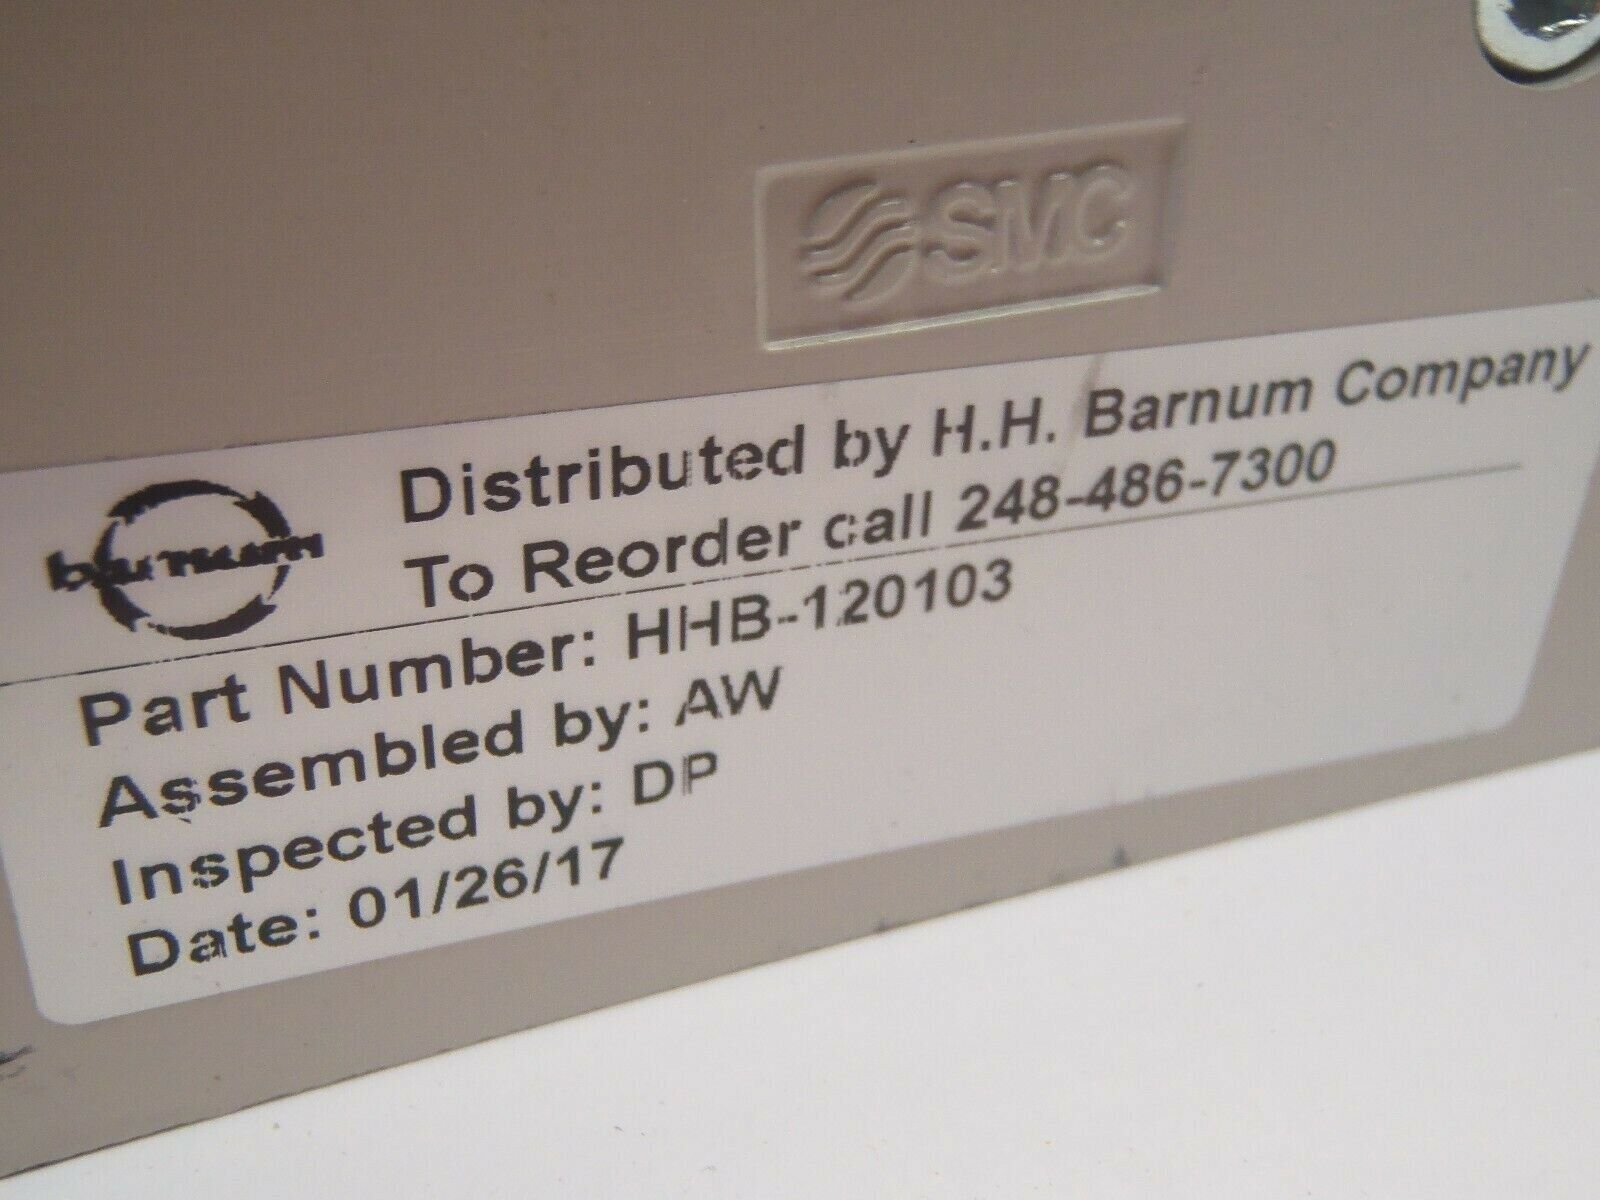 SMC
Distributed by H.H. Barnum Company
To Reorder call 248-486-7300
barnum
Part Number: HHB-120103
Assembled by: AW
Inspected by: DP
Date: 01/26/17